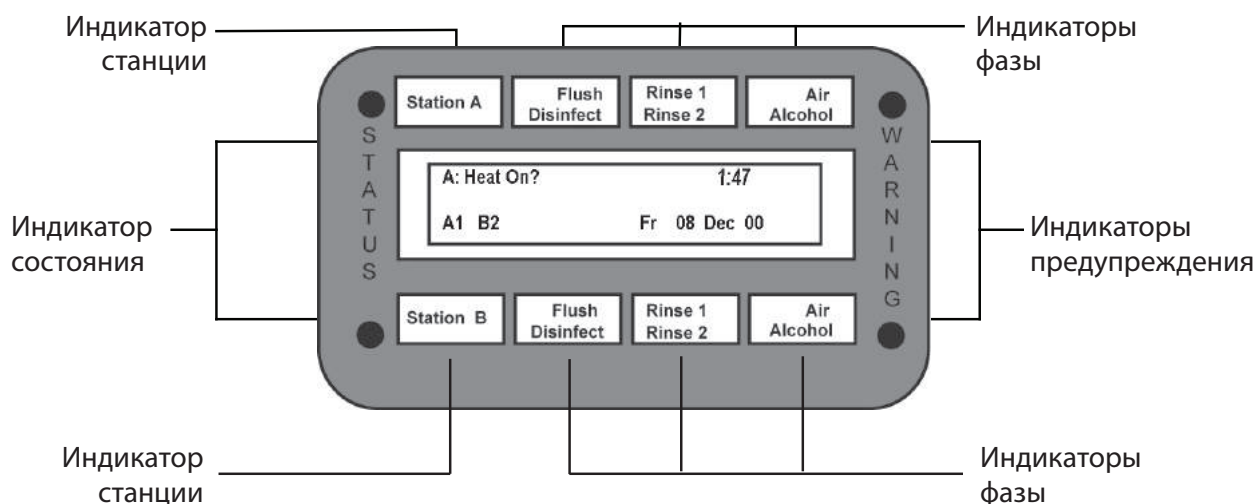 Индикатор
станции
Индикаторы
фазы
Station A
Flush
Disinfect
Rinse 1
Rinse 2
Air
Alcohol
STATUS
WARNING
A: Heat On? 1:47
A1 B2 Fr 08 Dec 00
Индикатор
состояния
Индикаторы
предупреждения
Station B
Flush
Disinfect
Rinse 1
Rinse 2
Air
Alcohol
Индикатор
станции
Индикаторы
фазы